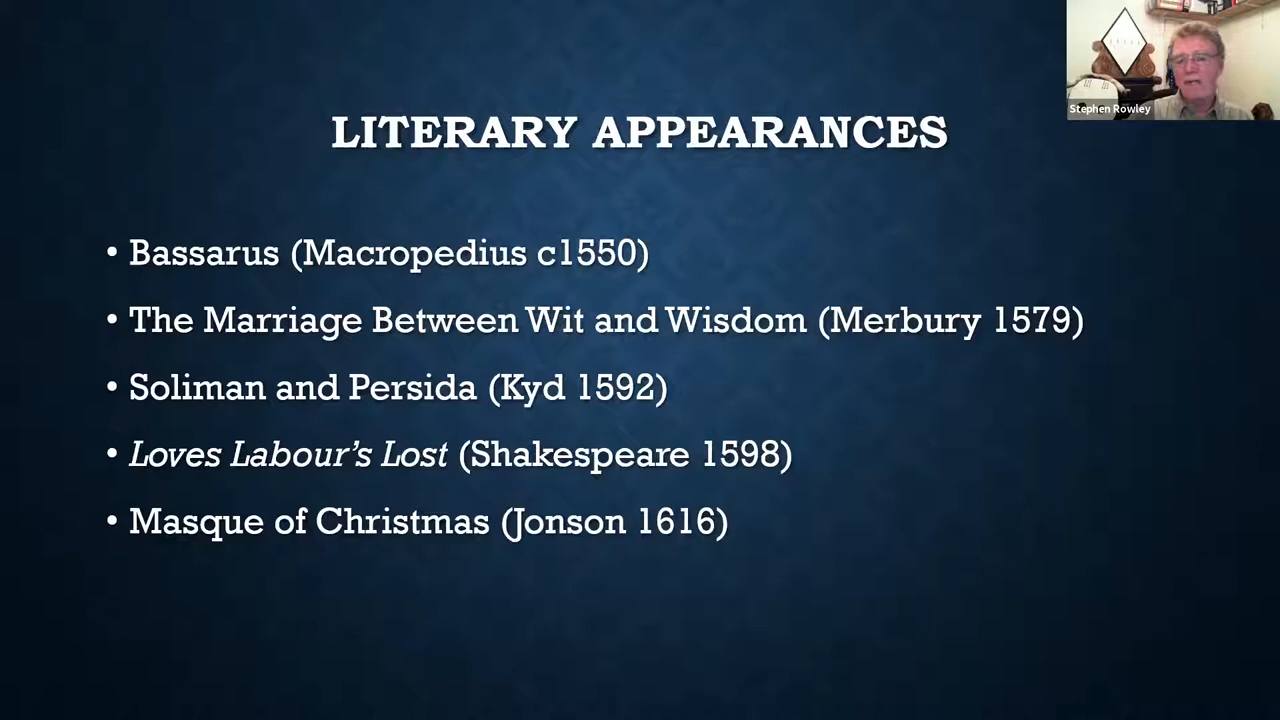 Stephen Rowley
LITERARY APPEARANCES
• Bassarus (Macropedius c1550)
• The Marriage Between Wit and Wisdom (Merbury 1579)
• Soliman and Persida (Kyd 1592)
• Loves Labour’s Lost (Shakespeare 1598)
• Masque of Christmas (Jonson 1616)